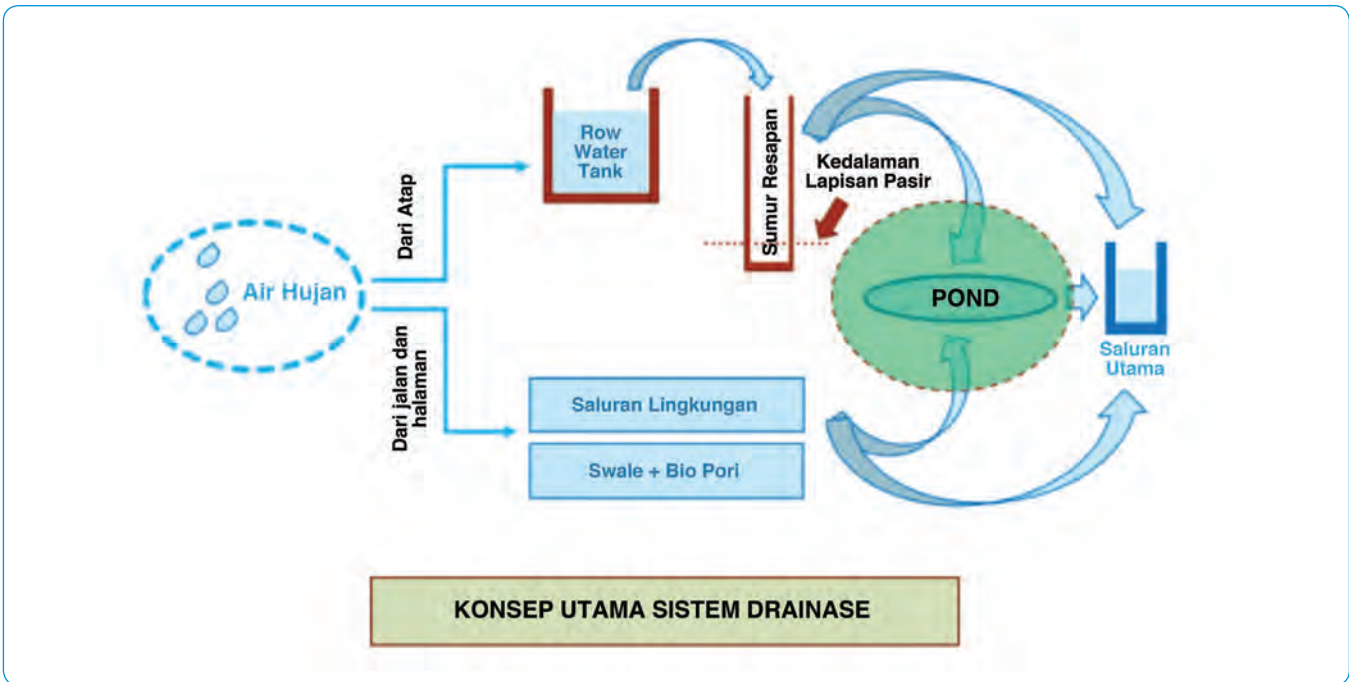 Air Hujan
Dari Atap
Row
Water
Tank
Sumur Resapan
Kedalaman
Lapisan Pasir
POND
Saluran
Utama
Dari jalan dan
halaman
Saluran Lingkungan
Swale + Bio Pori
KONSEP UTAMA SISTEM DRAINASE